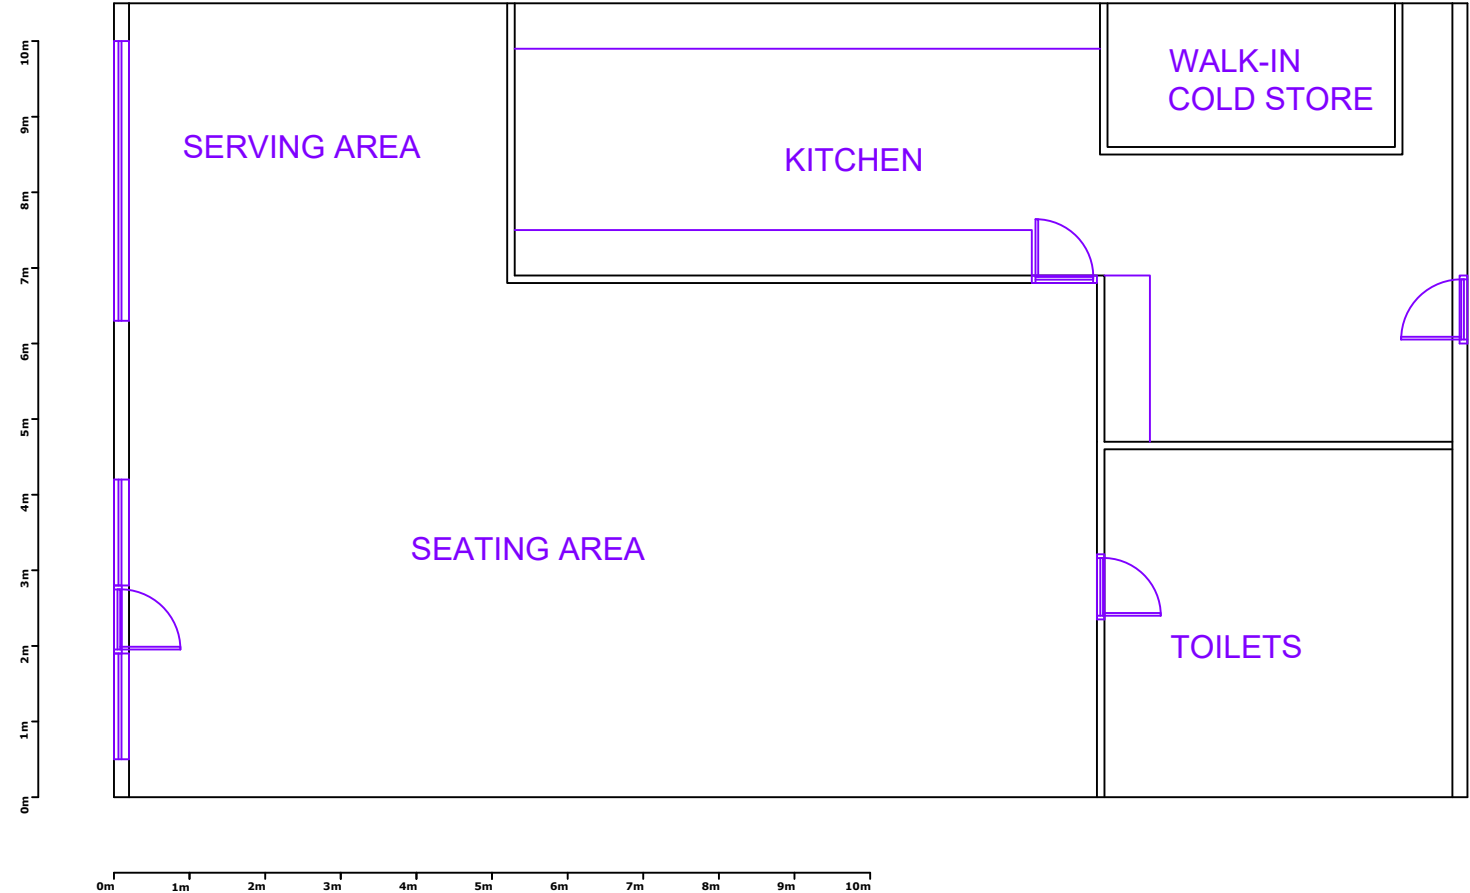 10m
9m
8m
7m
6m
5m
4m
3m
2m
1m
0m
WALK-IN
COLD STORE
SERVING AREA
KITCHEN
SEATING AREA
TOILETS
0m 1m 2m 3m 4m 5m 6m 7m 8m 9m 10m